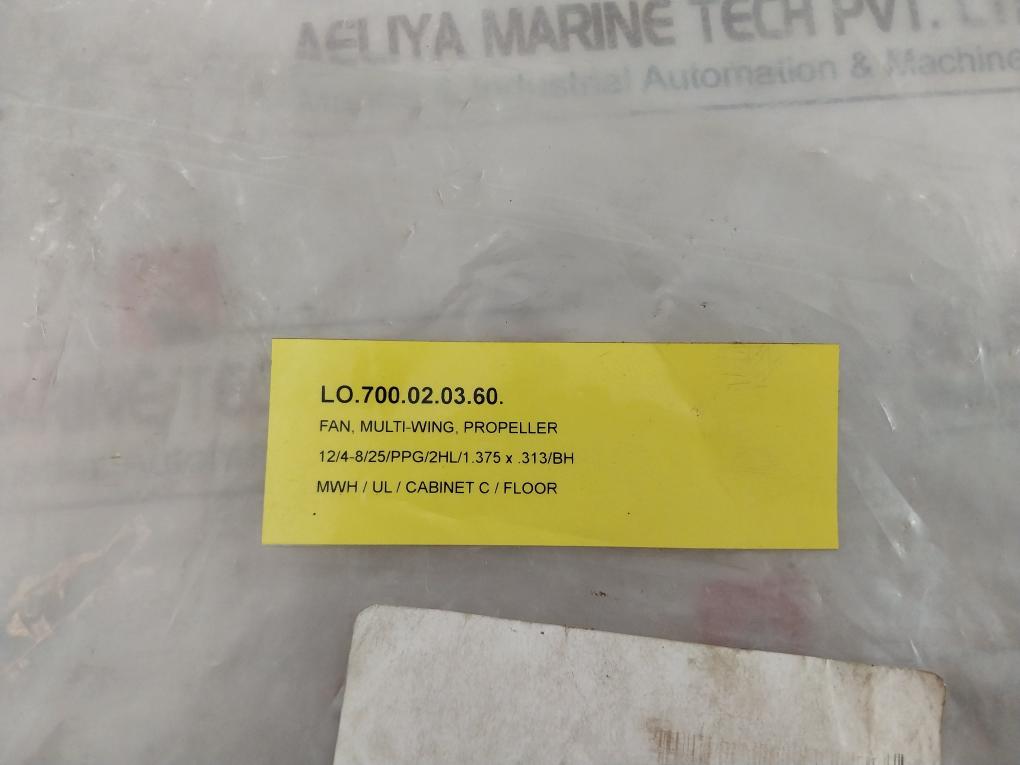 AELIYA MARINE TECH PVT. LT
Industrial Automation & Machine
LO.700.02.03.60.
FAN, MULTI-WING, PROPELLER
12/4-8/25/PPG/2HL/1.375 x .313/BH
MWH / UL / CABINET C / FLOOR